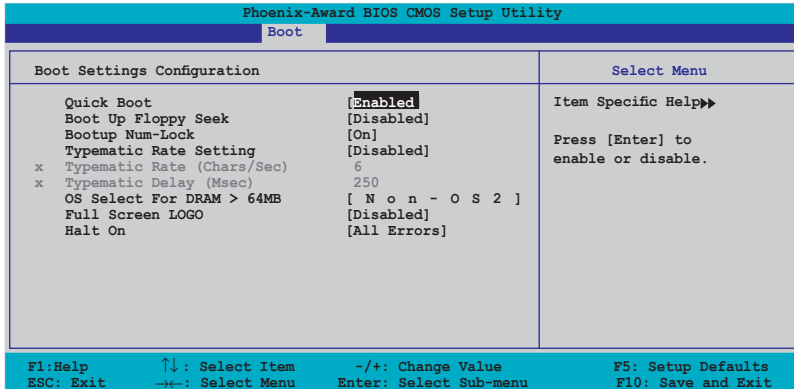 Phoenix-Award BIOS CMOS Setup Utility
Boot
Boot Settings Configuration
Select Menu
Quick Boot [Enabled
Boot Up Floppy Seek [Disabled]
Bootup Num-Lock [On]
Typematic Rate Setting [Disabled]
x Typematic Rate (Chars/Sec) 6
x Typematic Delay (Msec) 250
OS Select For DRAM > 64MB [ N o n - O S 2 ]
Full Screen LOGO [Disabled]
Halt On [All Errors]
Item Specific Help▶▶
Press [Enter] to
enable or disable.
F1:Help ↑↓: Select Item -/+: Change Value F5: Setup Defaults
ESC: Exit →←: Select Menu Enter: Select Sub-menu F10: Save and Exit